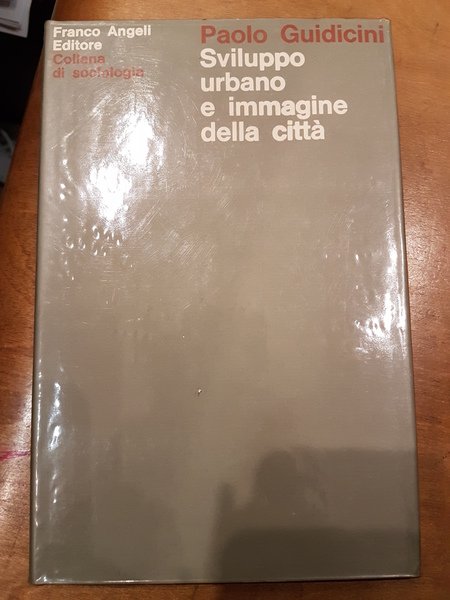 Franco Angeli
Editore
Collana
di sociologia
Paolo Guidicini
Sviluppo
urbano
e immagine
della città